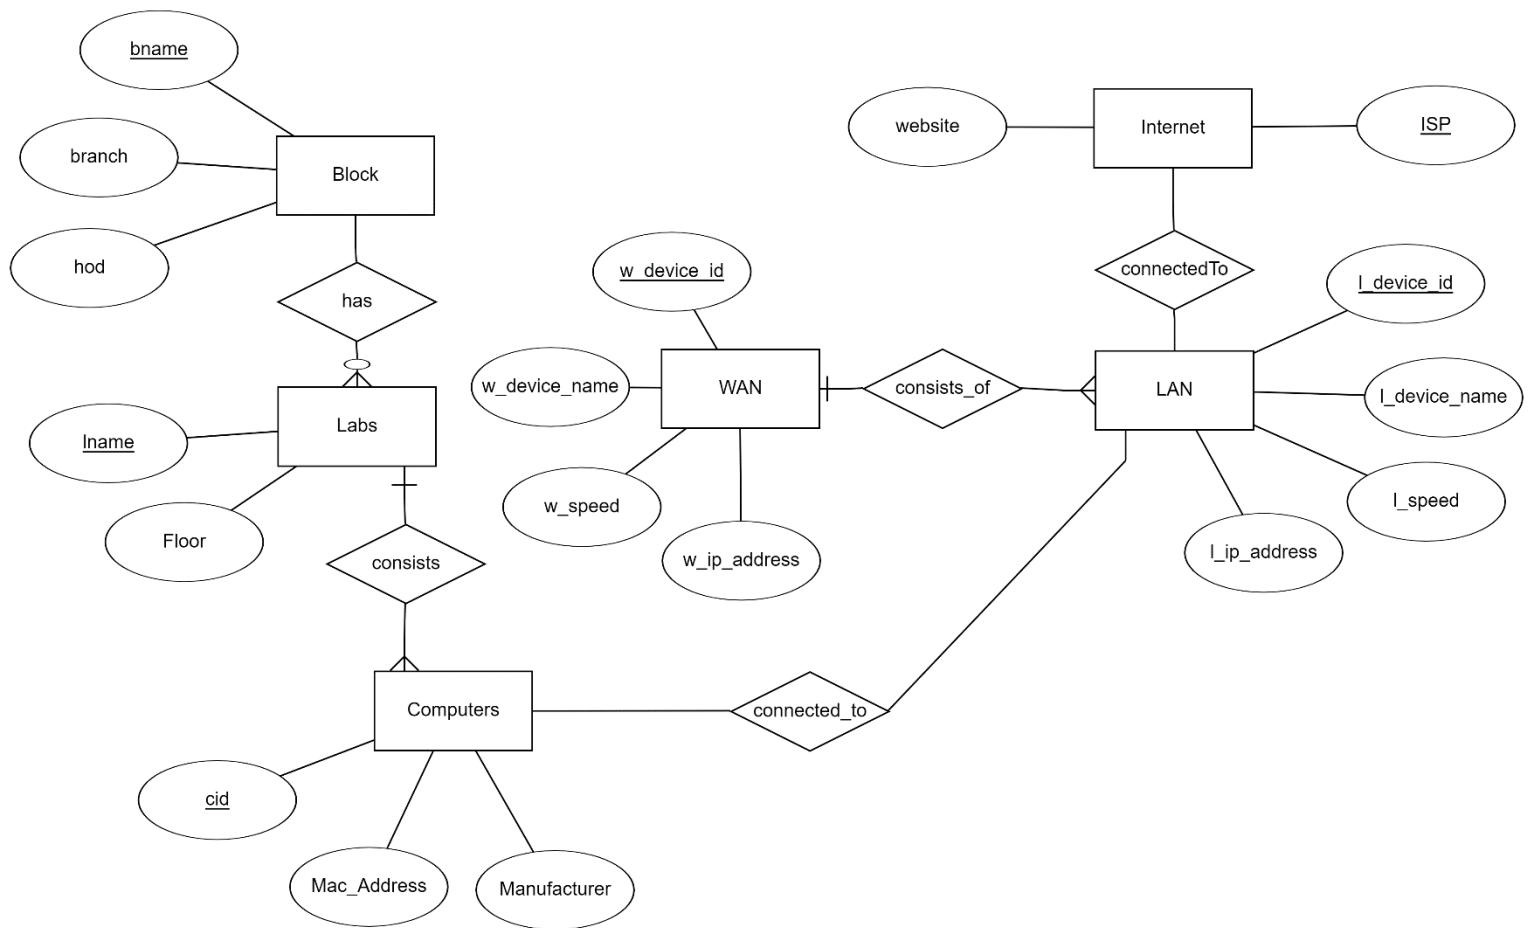 bname
branch
Block
hod
has
Labs
lname
Floor
consists
Computers
cid
Mac_Address
Manufacturer
connected_to
w_device_id
w_device_name
WAN
w_speed
w_ip_address
consists_of
website
Internet
ISP
connectedTo
LAN
l_device_id
l_device_name
l_speed
l_ip_address